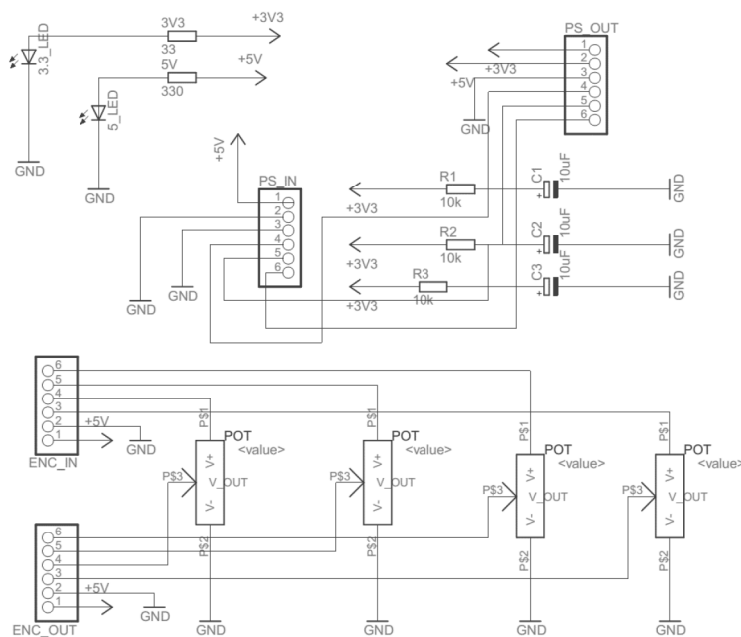 3V3
+3V3
33
3.3_LED
5V
+5V
330
5_LED
GND
GND
PS_OUT
1
2
3
4
5
6
+3V3
+5V
GND
+5V
PS_IN
1
2
3
4
5
6
GND
GND
R1
10k
+3V3
C1
10uF
+
GND
R2
10k
+3V3
C2
10uF
+
GND
R3
10k
+3V3
C3
10uF
+
GND
6
5
4
3
2
1
+5V
GND
ENC_IN
P$1
POT
<value>
V+
P$3
V_OUT
V-
P$2
GND
P$1
POT
<value>
V+
P$3
V_OUT
V-
P$2
GND
P$1
POT
<value>
V+
P$3
V_OUT
V-
P$2
GND
P$1
POT
<value>
V+
P$3
V_OUT
V-
P$2
GND
6
5
4
3
2
1
+5V
GND
ENC_OUT